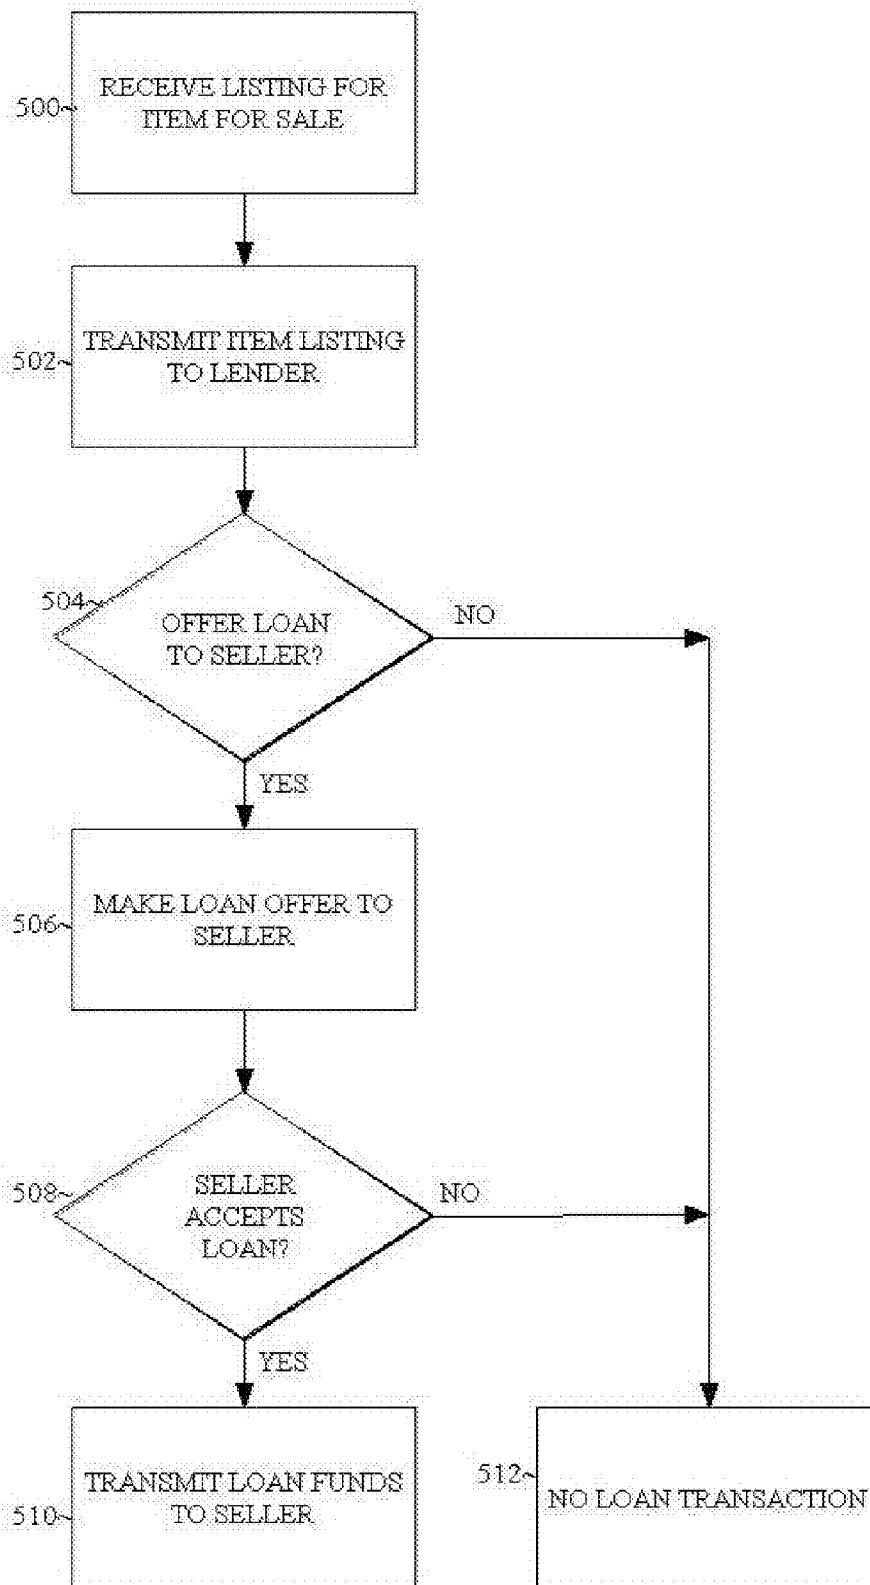 500~
RECEIVE LISTING FOR
ITEM FOR SALE
502~
TRANSMIT ITEM LISTING
TO LENDER
504~
OFFER LOAN
TO SELLER?
NO
YES
506~
MAKE LOAN OFFER TO
SELLER
508~
SELLER
ACCEPTS
LOAN?
NO
YES
510~
TRANSMIT LOAN FUNDS
TO SELLER
512~
NO LOAN TRANSACTION